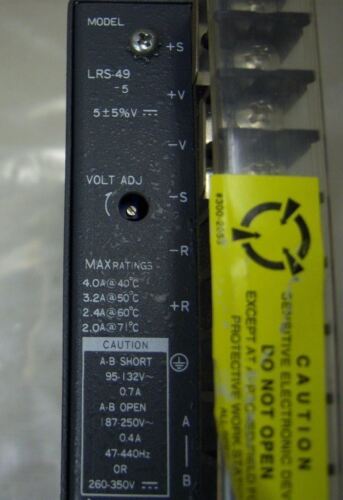 MODEL
+S
LRS-49
-5
+V
5±5%V
-V
VOLT ADJ
-S
-R
MAX RATINGS
4.0A@40°C
3.2A@50°C
2.4A@60°C
2.0A@71°C
+R
CAUTION
A-B SHORT
95-132V~
0.7A
A-B OPEN
187-250V~
0.4A
47-440Hz
OR
260-350V
A
B
CAUTION
SENSITIVE ELECTRONIC
DO NOT OPEN
EXCEPT AT
PROTECTIVE WORK